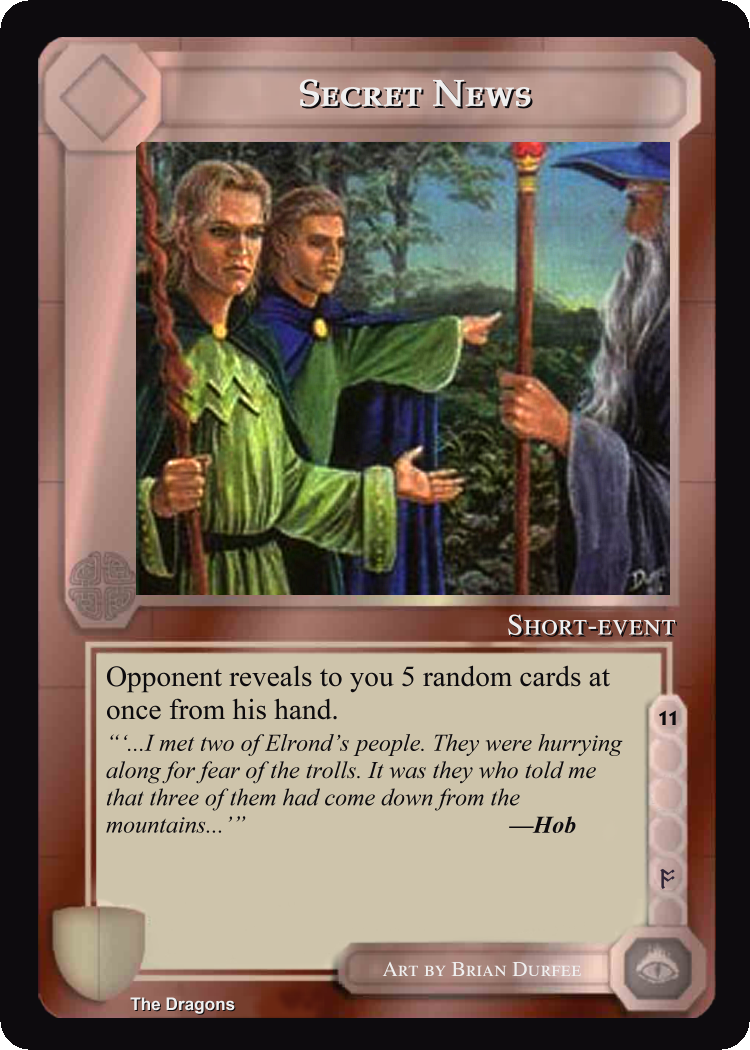 Secret News
Short-event
Opponent reveals to you 5 random cards at
once from his hand.
“‘...I met two of Elrond’s people. They were hurrying
along for fear of the trolls. It was they who told me
that three of them had come down from the
mountains...’” —Hob
11
ᚩ
Art by Brian Durfee
The Dragons